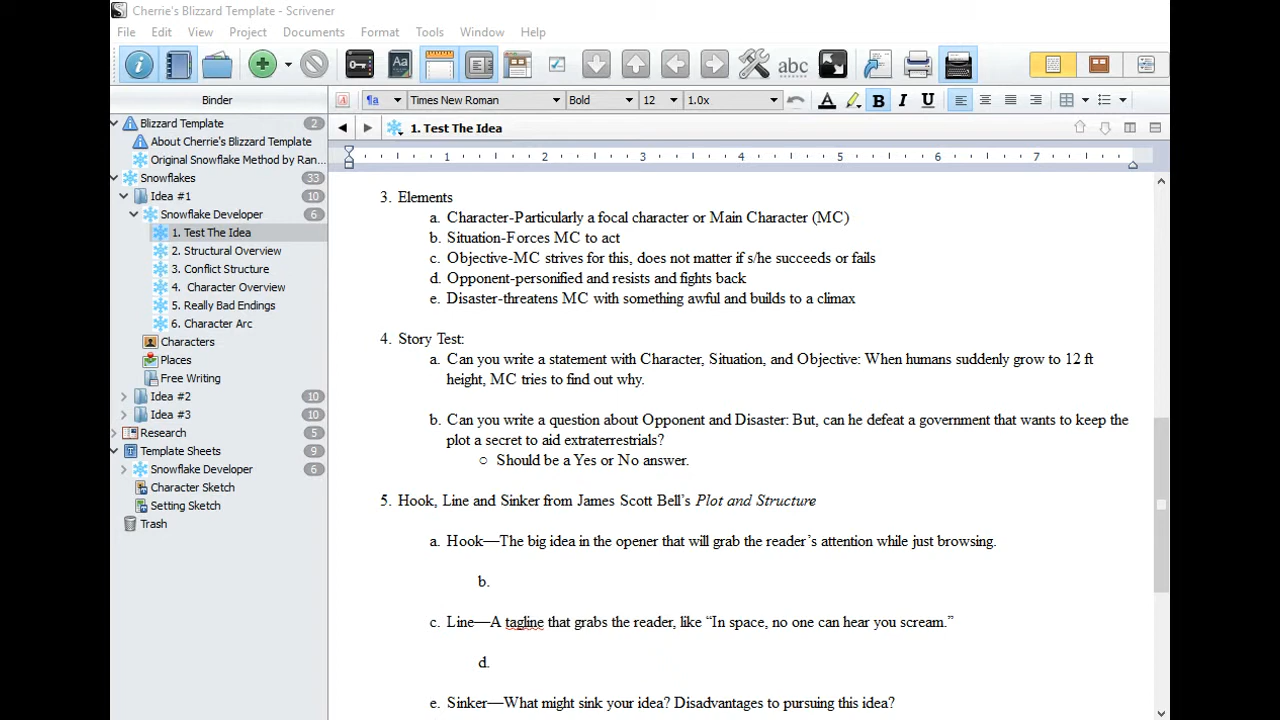 Cherrie's Blizzard Template - Scrivener
File Edit View Project Documents Format Tools Window Help
Aa abc
Binder
¶a Times New Roman Bold 12 1.0x A B I U
Blizzard Template 2
About Cherrie's Blizzard Template
Original Snowflake Method by Ran...
Snowflakes 33
Idea #1 10
Snowflake Developer 6
1. Test The Idea
2. Structural Overview
3. Conflict Structure
4. Character Overview
5. Really Bad Endings
6. Character Arc
Characters
Places
Free Writing
Idea #2 10
Idea #3 10
Research 5
Template Sheets 9
Snowflake Developer 6
Character Sketch
Setting Sketch
Trash
1. Test The Idea
1 2 3 4 5 6 7
3. Elements
a. Character-Particularly a focal character or Main Character (MC)
b. Situation-Forces MC to act
c. Objective-MC strives for this, does not matter if s/he succeeds or fails
d. Opponent-personified and resists and fights back
e. Disaster-threatens MC with something awful and builds to a climax
4. Story Test:
a. Can you write a statement with Character, Situation, and Objective: When humans suddenly grow to 12 ft
height, MC tries to find out why.
b. Can you write a question about Opponent and Disaster: But, can he defeat a government that wants to keep the
plot a secret to aid extraterrestrials?
○ Should be a Yes or No answer.
5. Hook, Line and Sinker from James Scott Bell’s Plot and Structure
a. Hook—The big idea in the opener that will grab the reader’s attention while just browsing.
b.
c. Line—A tagline that grabs the reader, like “In space, no one can hear you scream.”
d.
e. Sinker—What might sink your idea? Disadvantages to pursuing this idea?